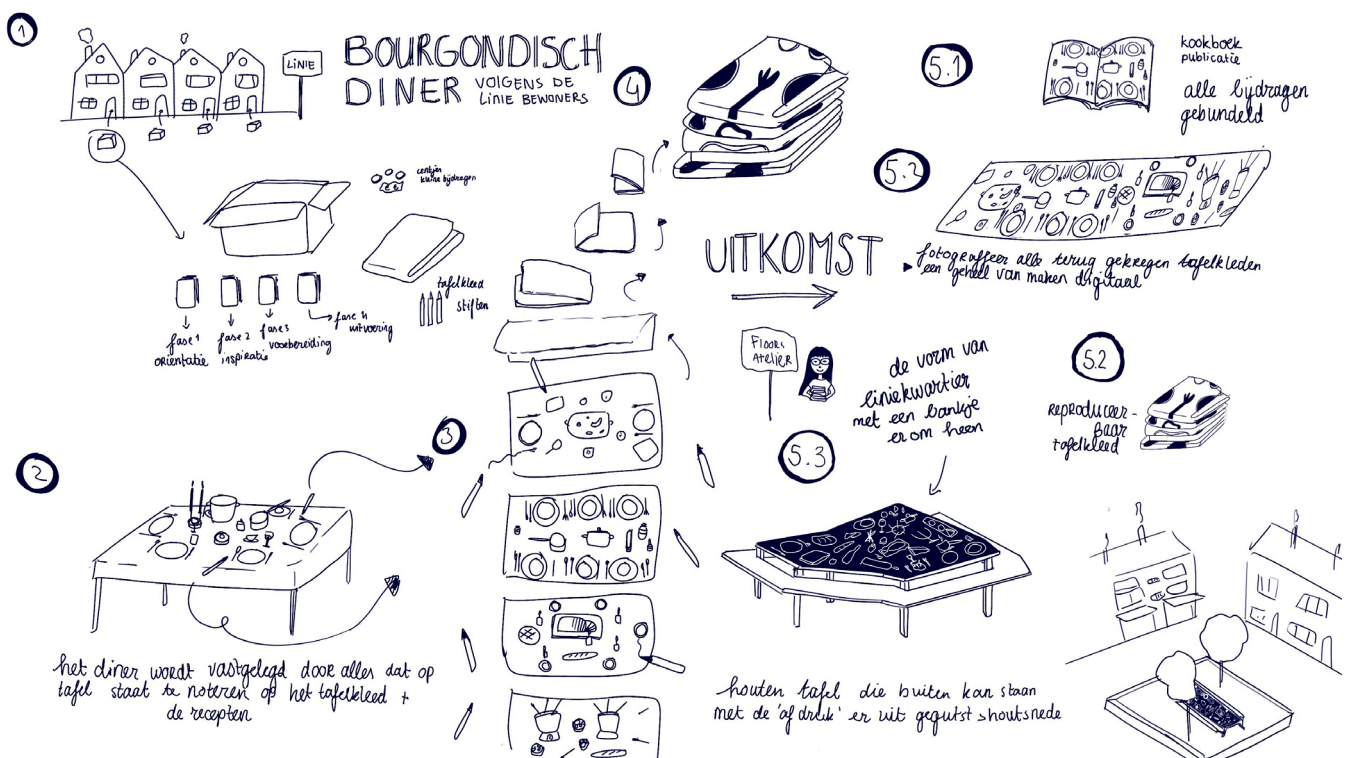 1
LINIE
BOURGONDISCH
DINER VOLGENS DE
LINIE BEWONERS
centjes
kleine bijdragen
tafelkleed
stiften
fase 1
orientatie
fase 2
inspiratie
fase 3
voorbereiding
fase 4
uitvoering
2
het diner wordt vastgelegd door alles dat op
tafel staat te noteren op het tafelkleed +
de recepten
3
4
UITKOMST
5.1
kookboek
publicatie
alle bijdragen
gebundeld
5.2
fotograffeer alle terug gekregen tafelkleden
een geheel van maken digitaal
Floor's
Atelier
de vorm van
liniekwartier
met een bankje
er om heen
5.2
REPRODUCEER-
BAAR
tafelkleed
5.3
houten tafel die buiten kan staan
met de 'afdruk' er uit gegutst > houtsnede